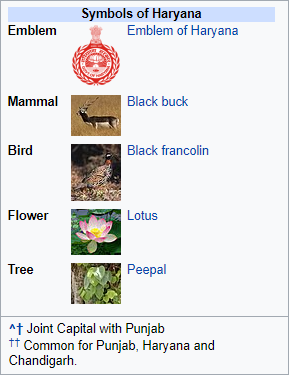 Symbols of Haryana
Emblem Emblem of Haryana
Mammal Black buck
Bird Black francolin
Flower Lotus
Tree Peepal
^† Joint Capital with Punjab
†† Common for Punjab, Haryana and
Chandigarh.